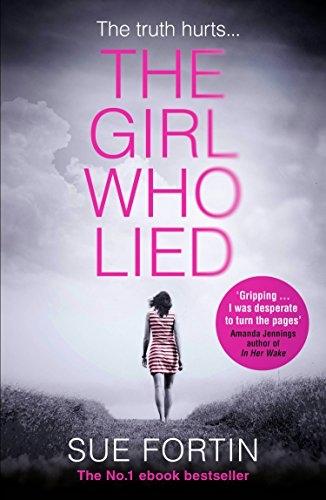 The truth hurts...
THE
GIRL
WHO
LIED
'Gripping ...
I was desperate
to turn the pages'
Amanda Jennings
author of
In Her Wake
SUE FORTIN
The No.1 ebook bestseller